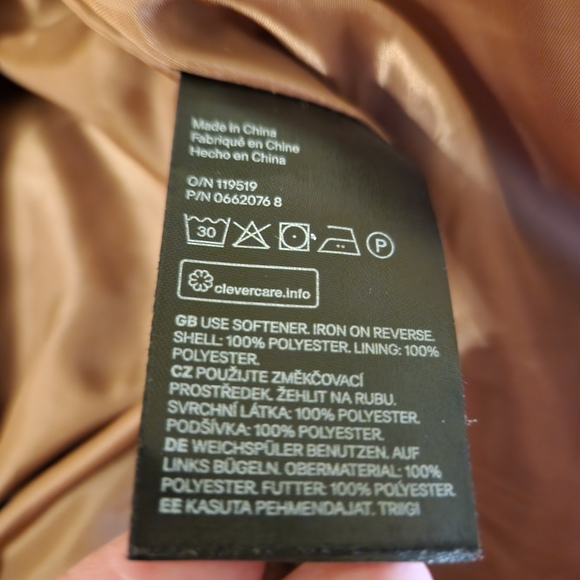 Made in China
Fabriqué en Chine
Hecho en China
O/N 119519
P/N 0662076 8
30 P
clevercare.info
GB USE SOFTENER. IRON ON REVERSE.
SHELL: 100% POLYESTER. LINING: 100%
POLYESTER.
CZ POUŽIJTE ZMĚKČOVACÍ
PROSTŘEDEK. ŽEHLIT NA RUBU.
SVRCHNÍ LÁTKA: 100% POLYESTER.
PODŠÍVKA: 100% POLYESTER.
DE WEICHSPÜLER BENUTZEN. AUF
LINKS BÜGELN. OBERMATERIAL: 100%
POLYESTER. FUTTER: 100% POLYESTER.
EE KASUTA PEHMENDAJAT. TRIIGI